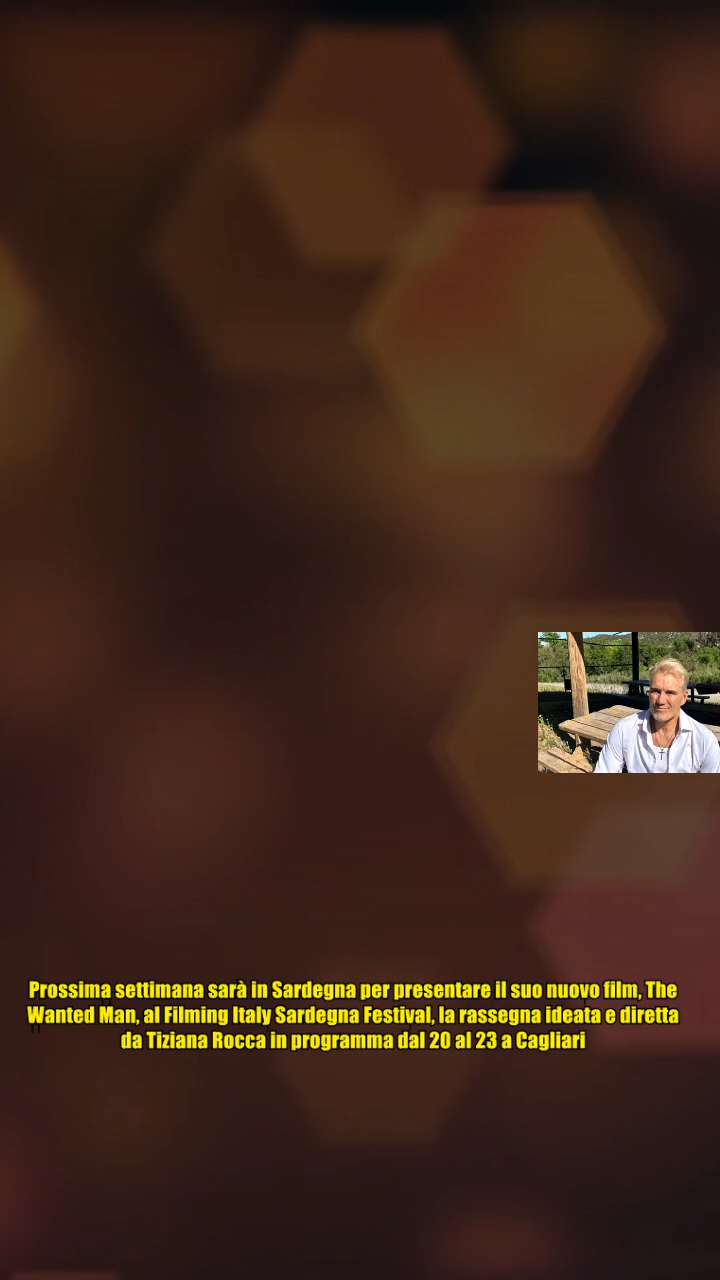 Prossima settimana sarà in Sardegna per presentare il suo nuovo film, The
Wanted Man, al Filming Italy Sardegna Festival, la rassegna ideata e diretta
da Tiziana Rocca in programma dal 20 al 23 a Cagliari